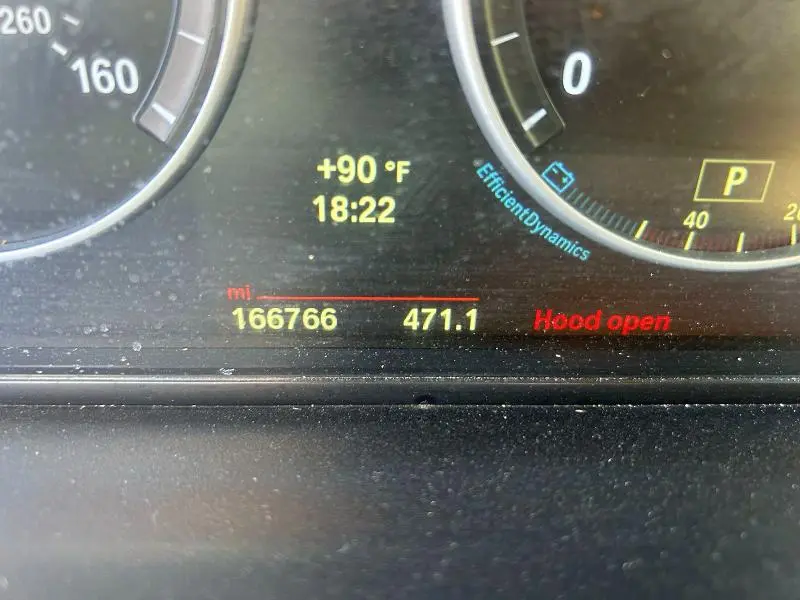 260
160
0
+90 °F
18:22
EfficientDynamics
P
40
mi
166766 471.1 Hood open